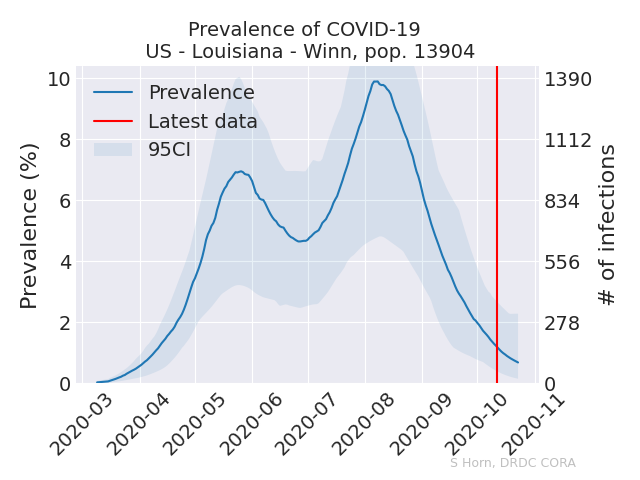 Prevalence of COVID-19
US - Louisiana - Winn, pop. 13904
Prevalence (%)
10
8
6
4
2
0
Prevalence
Latest data
95CI
1390
1112
834
556
278
0
# of infections
2020-03
2020-04
2020-05
2020-06
2020-07
2020-08
2020-09
2020-10
2020-11
S Horn, DRDC CORA